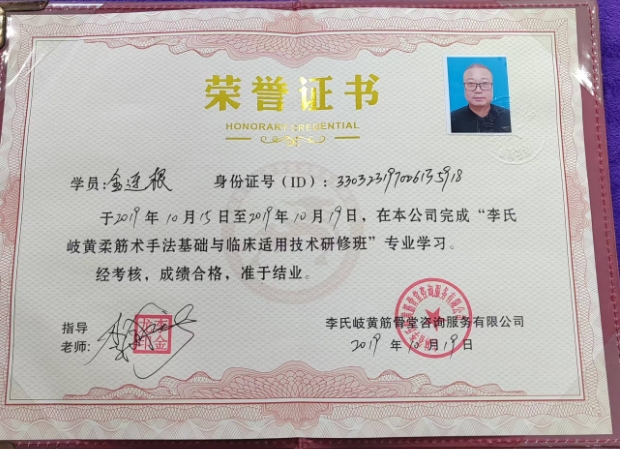 荣誉证书
HONORARY CREDENTIAL
学员:金连根 身份证号(ID):330323197006135918
于2019年10月15日至2019年10月19日,在本公司完成“李氏
岐黄柔筋术手法基础与临床适用技术研修班”专业学习。
经考核,成绩合格,准于结业。
指导
老师:
李氏岐黄筋骨堂咨询服务有限公司
2019年10月19日